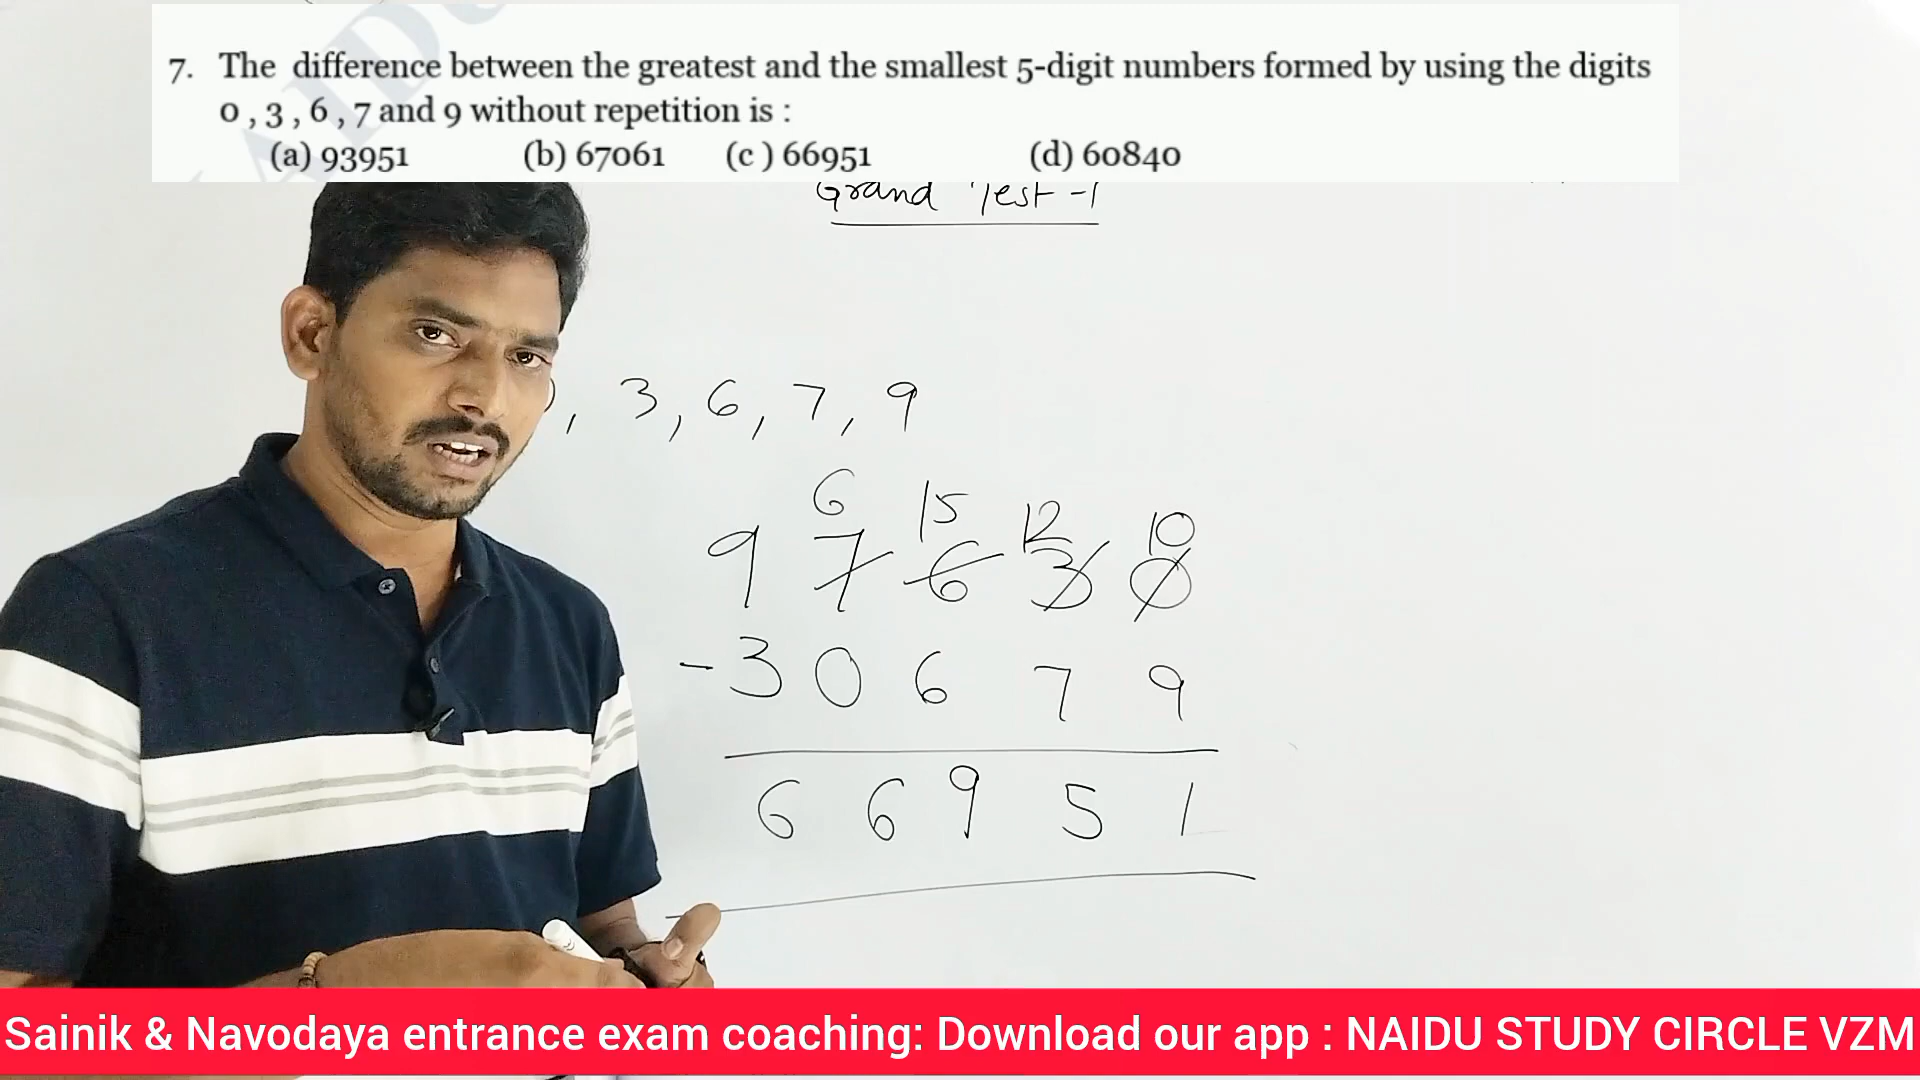 7. The difference between the greatest and the smallest 5-digit numbers formed by using the digits
0 , 3 , 6 , 7 and 9 without repetition is :
(a) 93951 (b) 67061 (c ) 66951 (d) 60840
Grand Test -1
, 3, 6, 7, 9
6 15 12 10
9 7 6 3 0
- 3 0 6 7 9
6 6 9 5 1
Sainik & Navodaya entrance exam coaching: Download our app : NAIDU STUDY CIRCLE VZM